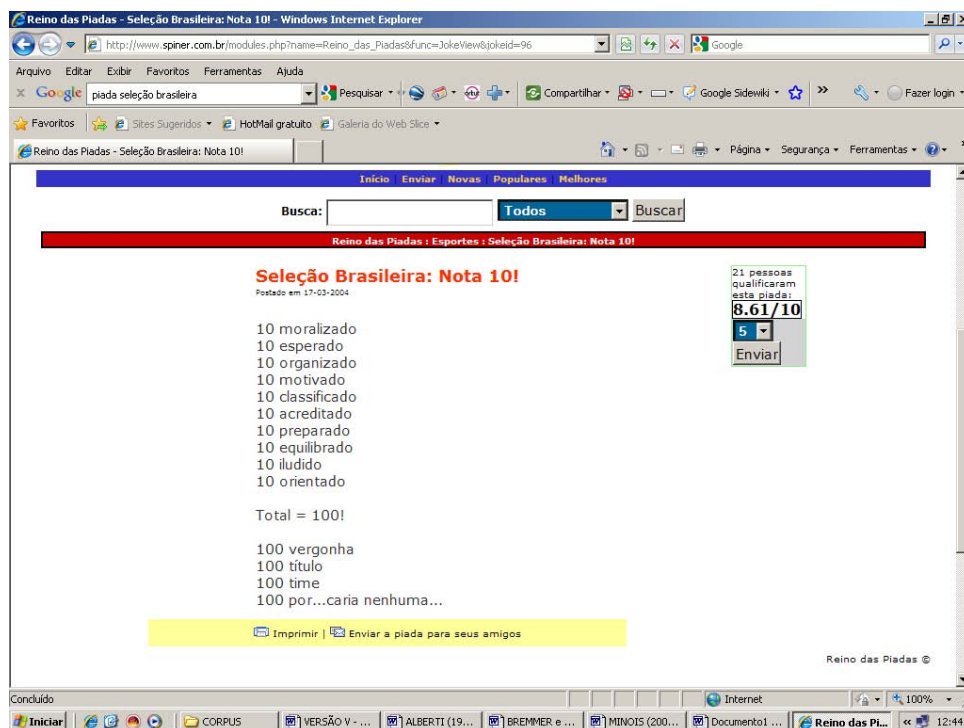 Reino das Piadas - Seleção Brasileira: Nota 10! - Windows Internet Explorer
http://www.spiner.com.br/modules.php?name=Reino_das_Piadas&func=JokeView&jokeid=96
Google
Arquivo Editar Exibir Favoritos Ferramentas Ajuda
x Google piada seleção brasileira Pesquisar Compartilhar Google Sidewiki » Fazer login
Favoritos Sites Sugeridos HotMail gratuito Galeria do Web Slice
Reino das Piadas - Seleção Brasileira: Nota 10! Página Segurança Ferramentas
Início Enviar Novas Populares Melhores
Busca: Todos Buscar
Reino das Piadas : Esportes : Seleção Brasileira: Nota 10!
Seleção Brasileira: Nota 10!
Postado em 17-03-2004
21 pessoas
qualificaram
esta piada:
8.61/10
5
Enviar
10 moralizado
10 esperado
10 organizado
10 motivado
10 classificado
10 acreditado
10 preparado
10 equilibrado
10 iludido
10 orientado
Total = 100!
100 vergonha
100 título
100 time
100 por...caria nenhuma...
Imprimir | Enviar a piada para seus amigos
Reino das Piadas ©
Concluído Internet 100%
Iniciar CORPUS VERSÃO V - ... ALBERTI (19... BREMMER e ... MINOIS (200... Documento1 ... Reino das Pi... « 12:44